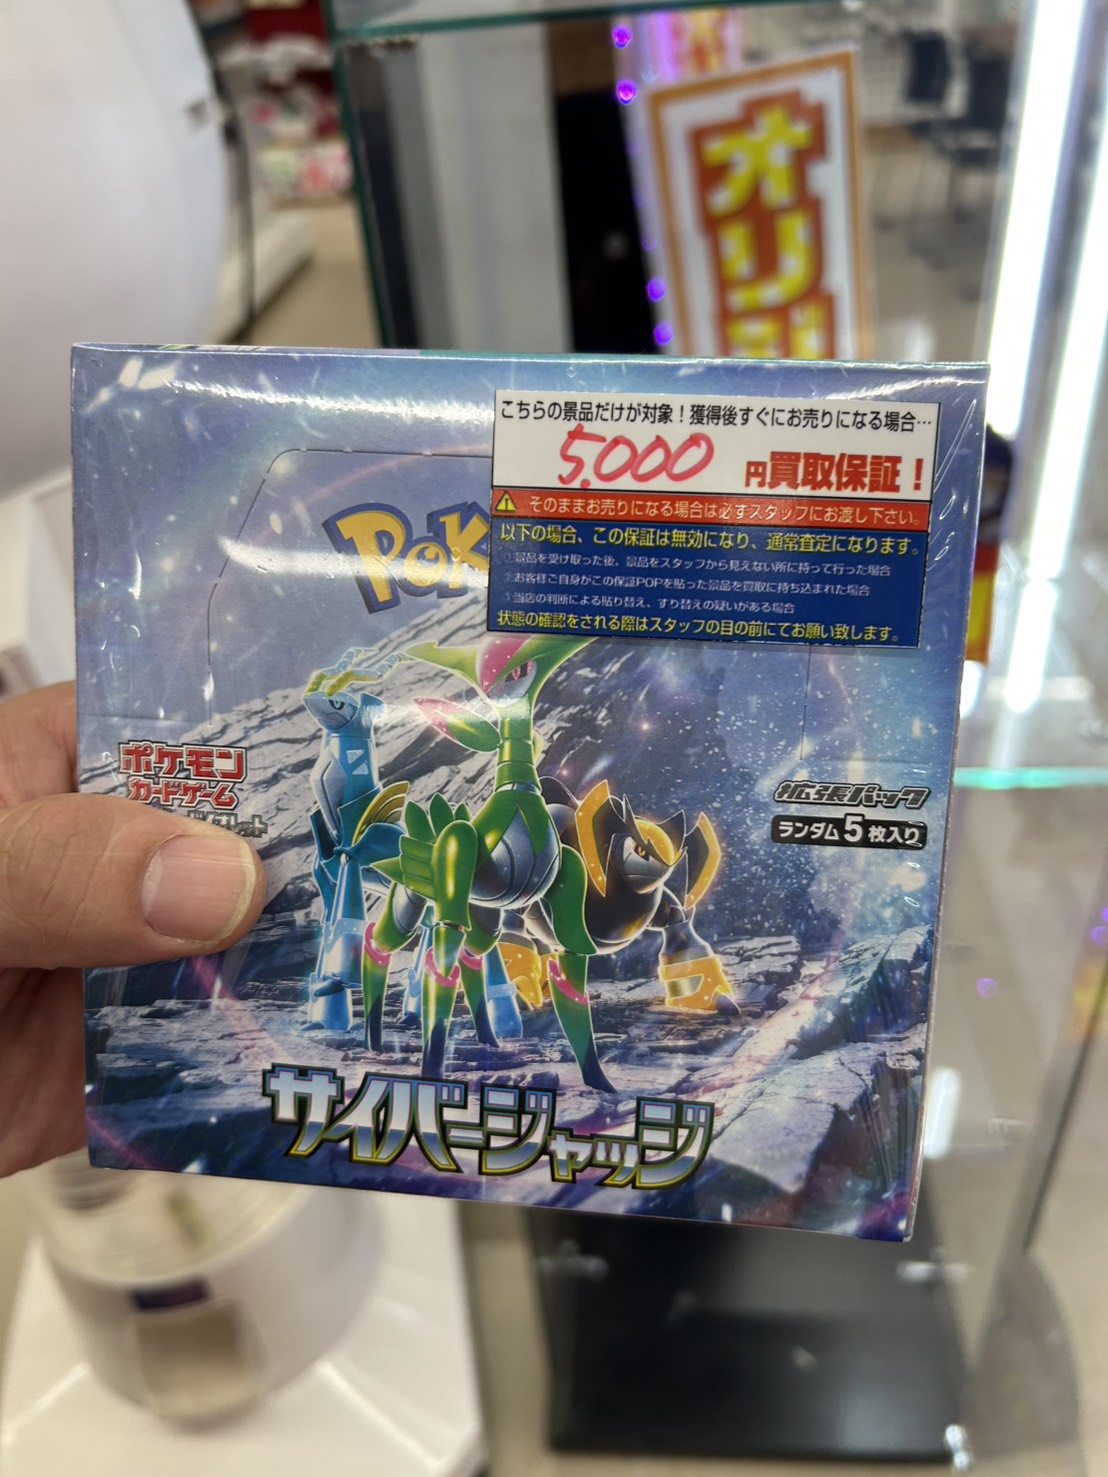 オリ
こちらの景品だけが対象！獲得後すぐにお売りになる場合…
5,000 円買取保証！
そのままお売りになる場合は必ずスタッフにお渡し下さい。
以下の場合、この保証は無効になり、通常査定になります。
①景品を受け取った後、景品をスタッフから見えない所に持って行った場合
②お客様ご自身がこの保証POPを貼った景品を買取に持ち込まれた場合
③当店の判断による貼り替え、すり替えの疑いがある場合
状態の確認をされる際はスタッフの目の前にてお願い致します。
POK
ポケモン
カードゲーム
拡張パック
ランダム5枚入り
サイバージャッジ